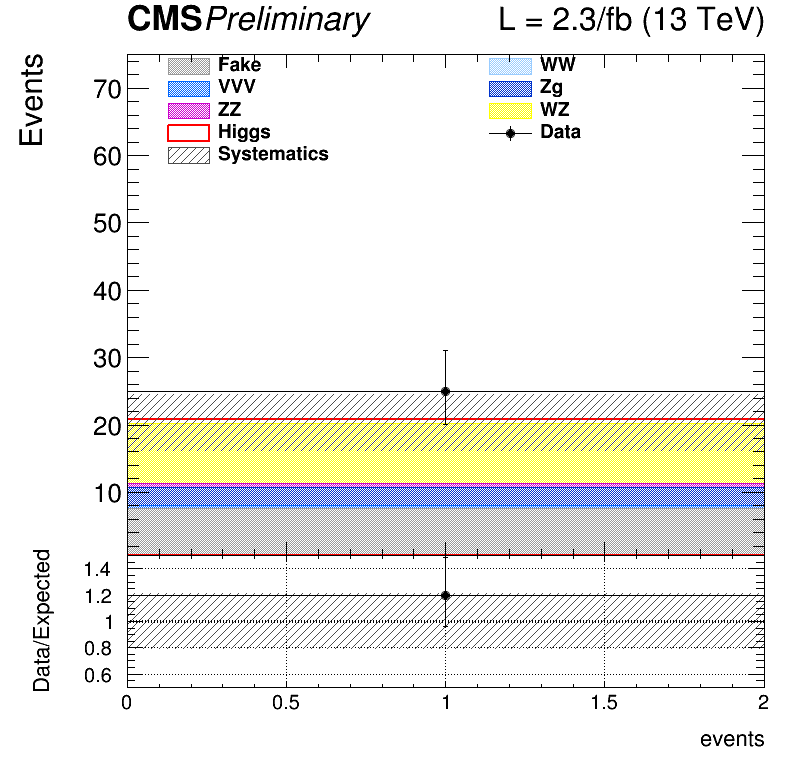 CMS Preliminary L = 2.3/fb (13 TeV)
Events
Fake WW
VVV Zg
ZZ WZ
Higgs Data
Systematics
70
60
50
40
30
20
10
Data/Expected
1.4
1.2
1
0.8
0.6
0 0.5 1 1.5 2
events